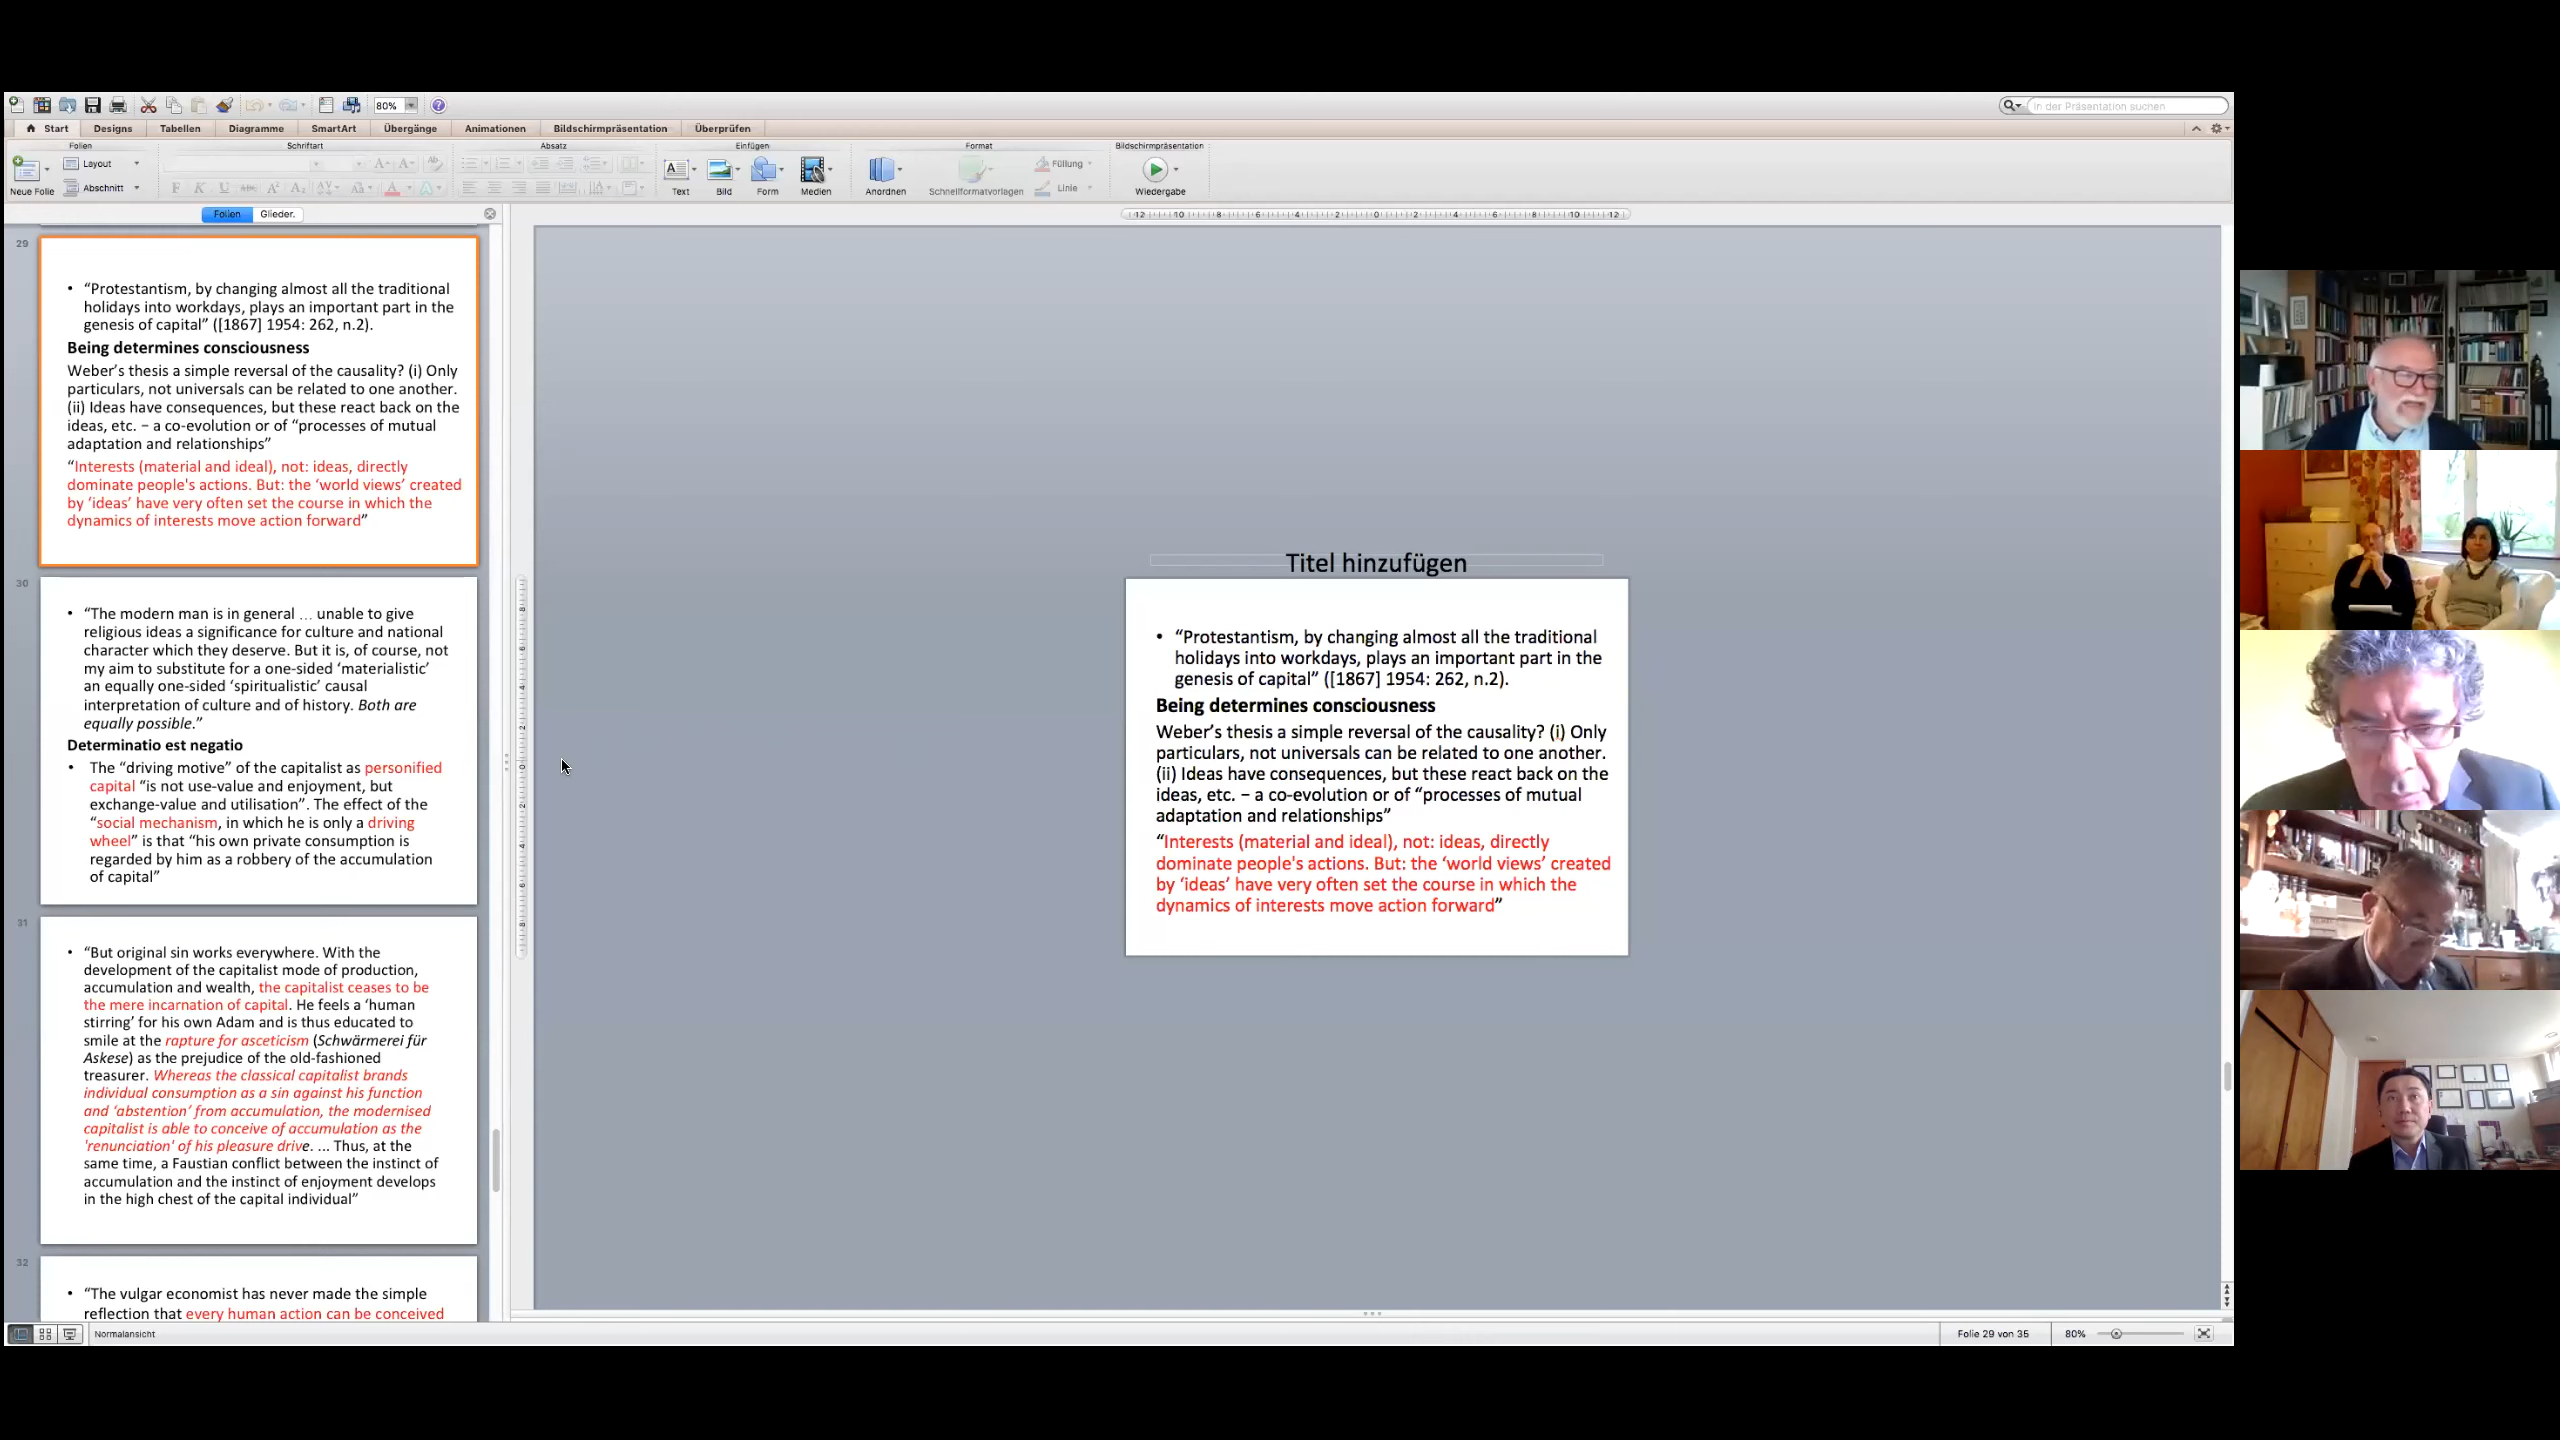 80%
In der Präsentation suchen
Start Designs Tabellen Diagramme SmartArt Übergänge Animationen Bildschirmpräsentation Überprüfen
Folien Schriftart Absatz Einfügen Format Bildschirmpräsentation
Neue Folie Layout Abschnitt Text Bild Form Medien Anordnen Schnellformatvorlagen Füllung Linie Wiedergabe
Folien Glieder.
12 10 8 6 4 2 0 2 4 6 8 10 12
29
• “Protestantism, by changing almost all the traditional
holidays into workdays, plays an important part in the
genesis of capital” ([1867] 1954: 262, n.2).
Being determines consciousness
Weber’s thesis a simple reversal of the causality? (i) Only
particulars, not universals can be related to one another.
(ii) Ideas have consequences, but these react back on the
ideas, etc. – a co-evolution or of “processes of mutual
adaptation and relationships”
“Interests (material and ideal), not: ideas, directly
dominate people's actions. But: the ‘world views’ created
by ‘ideas’ have very often set the course in which the
dynamics of interests move action forward”
30
• “The modern man is in general … unable to give
religious ideas a significance for culture and national
character which they deserve. But it is, of course, not
my aim to substitute for a one-sided ‘materialistic’
an equally one-sided ‘spiritualistic’ causal
interpretation of culture and of history. Both are
equally possible.”
Determinatio est negatio
• The “driving motive” of the capitalist as personified
capital “is not use-value and enjoyment, but
exchange-value and utilisation”. The effect of the
“social mechanism, in which he is only a driving
wheel” is that “his own private consumption is
regarded by him as a robbery of the accumulation
of capital”
31
• “But original sin works everywhere. With the
development of the capitalist mode of production,
accumulation and wealth, the capitalist ceases to be
the mere incarnation of capital. He feels a ‘human
stirring’ for his own Adam and is thus educated to
smile at the rapture for asceticism (Schwärmerei für
Askese) as the prejudice of the old-fashioned
treasurer. Whereas the classical capitalist brands
individual consumption as a sin against his function
and ‘abstention’ from accumulation, the modernised
capitalist is able to conceive of accumulation as the
'renunciation' of his pleasure drive. ... Thus, at the
same time, a Faustian conflict between the instinct of
accumulation and the instinct of enjoyment develops
in the high chest of the capital individual”
32
• “The vulgar economist has never made the simple
reflection that every human action can be conceived
Titel hinzufügen
• “Protestantism, by changing almost all the traditional
holidays into workdays, plays an important part in the
genesis of capital” ([1867] 1954: 262, n.2).
Being determines consciousness
Weber’s thesis a simple reversal of the causality? (i) Only
particulars, not universals can be related to one another.
(ii) Ideas have consequences, but these react back on the
ideas, etc. – a co-evolution or of “processes of mutual
adaptation and relationships”
“Interests (material and ideal), not: ideas, directly
dominate people's actions. But: the ‘world views’ created
by ‘ideas’ have very often set the course in which the
dynamics of interests move action forward”
Normalansicht
Folie 29 von 35
80%